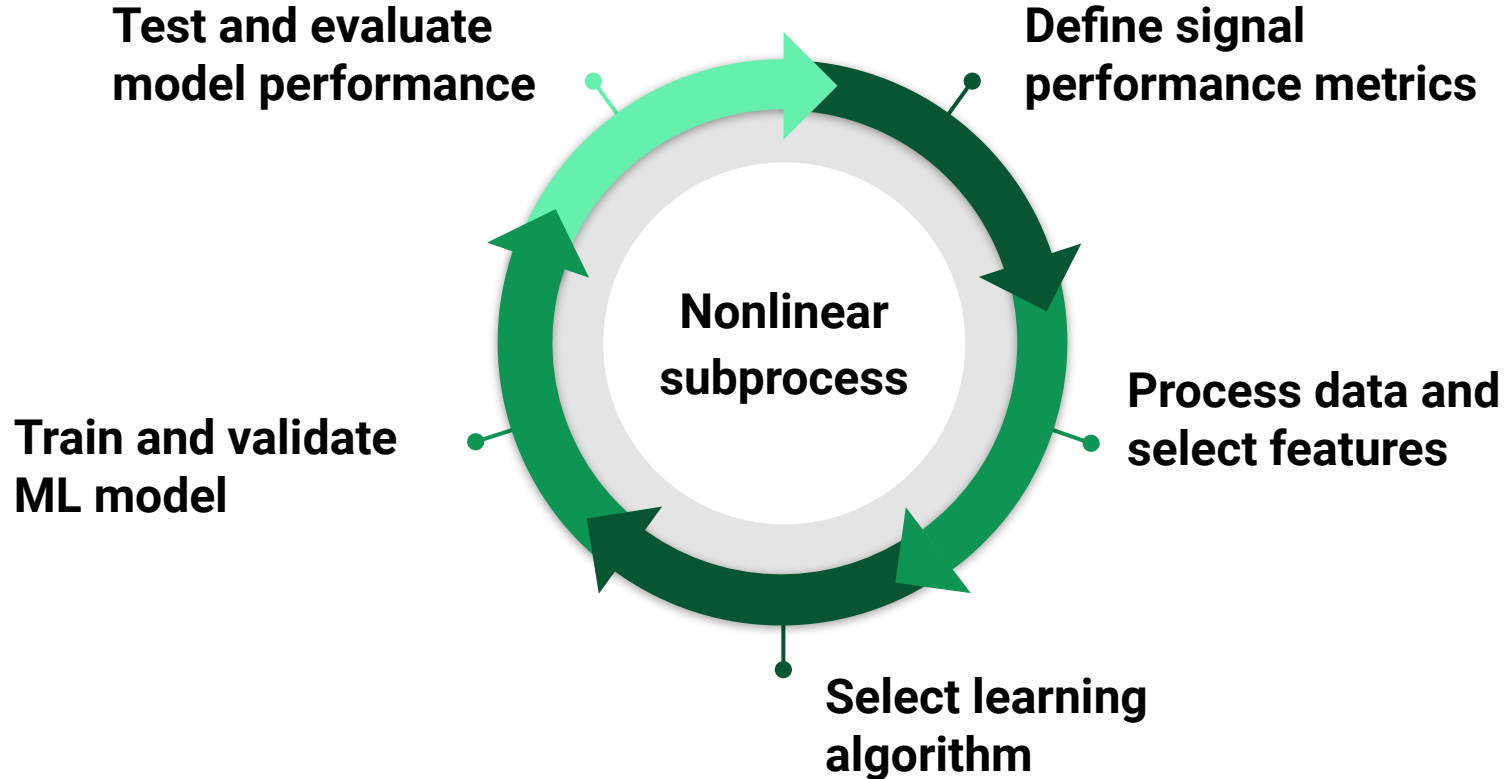 Test and evaluate
model performance
Define signal
performance metrics
Nonlinear
subprocess
Process data and
select features
Train and validate
ML model
Select learning
algorithm